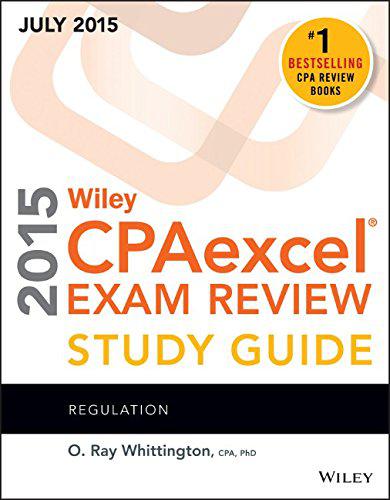 JULY 2015
#1
BESTSELLING
CPA REVIEW
BOOKS
2015
Wiley
CPAexcel®
EXAM REVIEW
STUDY GUIDE
REGULATION
O. Ray Whittington, CPA, PhD
WILEY